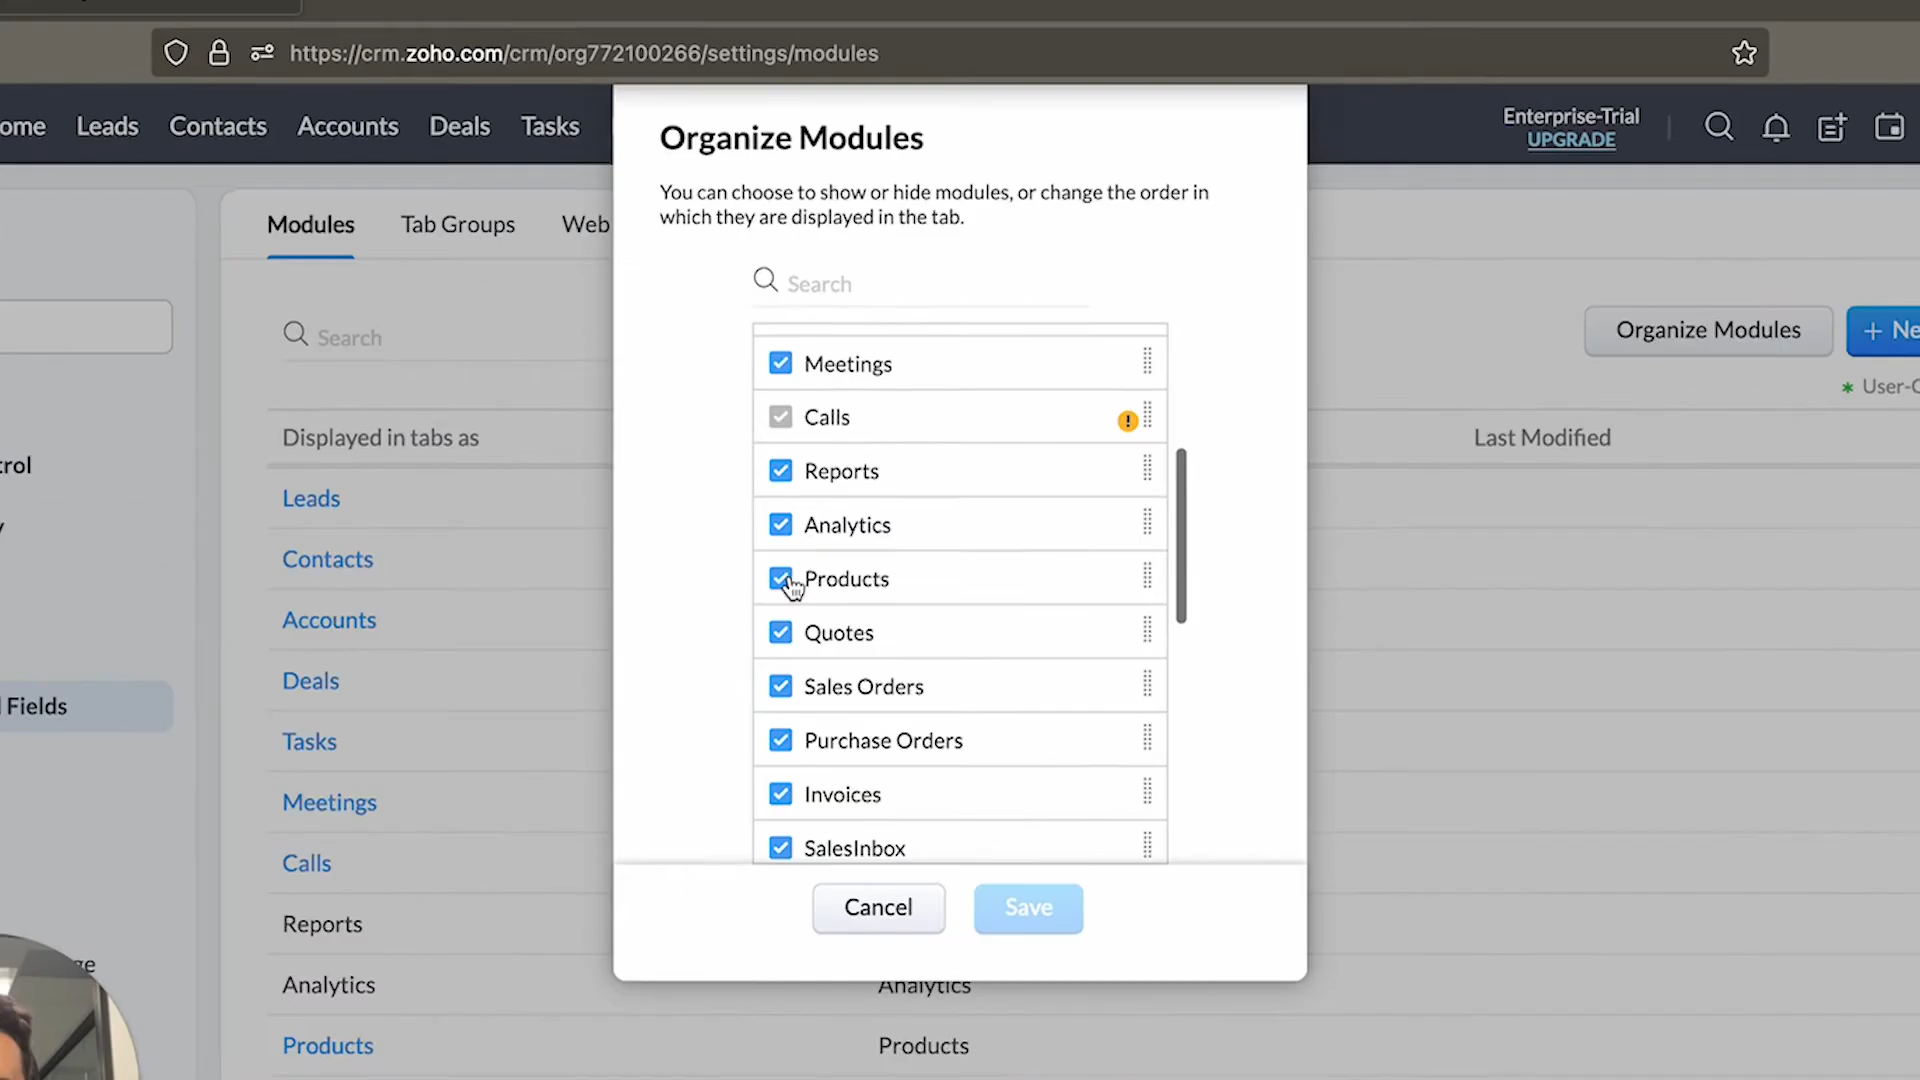 https://crm.zoho.com/crm/org772100266/settings/modules
ome Leads Contacts Accounts Deals Tasks
Enterprise-Trial
UPGRADE
Organize Modules
You can choose to show or hide modules, or change the order in
which they are displayed in the tab.
Search
Meetings
Calls
Reports
Analytics
Products
Quotes
Sales Orders
Purchase Orders
Invoices
SalesInbox
Cancel Save
Modules Tab Groups Web
Search
Organize Modules + Ne
* User-C
Displayed in tabs as
Last Modified
Leads
Contacts
Accounts
Deals
Tasks
Meetings
Calls
Reports
Analytics Analytics
Products Products
trol
y
l Fields
ge